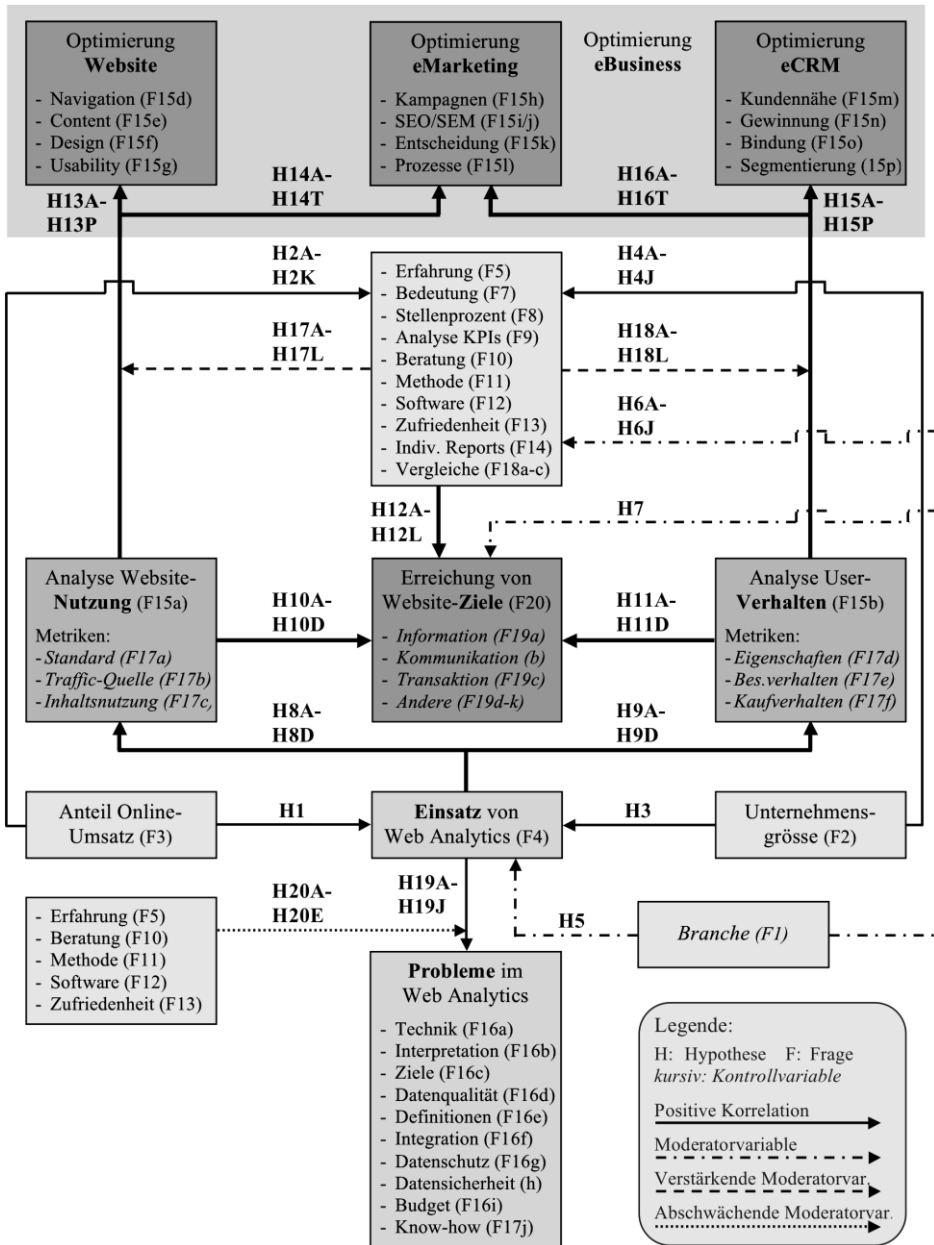 Optimierung
Website
- Navigation (F15d)
- Content (F15e)
- Design (F15f)
- Usability (F15g)
Optimierung
eMarketing
- Kampagnen (F15h)
- SEO/SEM (F15i/j)
- Entscheidung (F15k)
- Prozesse (F15l)
Optimierung
eBusiness
Optimierung
eCRM
- Kundennähe (F15m)
- Gewinnung (F15n)
- Bindung (F15o)
- Segmentierung (15p)
H13A-
H13P
H14A-
H14T
H16A-
H16T
H15A-
H15P
H2A-
H2K
H4A-
H4J
- Erfahrung (F5)
- Bedeutung (F7)
- Stellenprozent (F8)
- Analyse KPIs (F9)
- Beratung (F10)
- Methode (F11)
- Software (F12)
- Zufriedenheit (F13)
- Indiv. Reports (F14)
- Vergleiche (F18a-c)
H17A-
H17L
H18A-
H18L
H6A-
H6J
H12A-
H12L
H7
Analyse Website-
Nutzung (F15a)
Metriken:
-Standard (F17a)
-Traffic-Quelle (F17b)
-Inhaltsnutzung (F17c)
H10A-
H10D
Erreichung von
Website-Ziele (F20)
- Information (F19a)
- Kommunikation (b)
- Transaktion (F19c)
- Andere (F19d-k)
H11A-
H11D
Analyse User-
Verhalten (F15b)
Metriken:
-Eigenschaften (F17d)
-Bes.verhalten (F17e)
-Kaufverhalten (F17f)
H8A-
H8D
H9A-
H9D
Anteil Online-
Umsatz (F3)
H1
Einsatz von
Web Analytics (F4)
H3
Unternehmens-
grösse (F2)
- Erfahrung (F5)
- Beratung (F10)
- Methode (F11)
- Software (F12)
- Zufriedenheit (F13)
H20A-
H20E
H19A-
H19J
H5
Branche (F1)
Probleme im
Web Analytics
- Technik (F16a)
- Interpretation (F16b)
- Ziele (F16c)
- Datenqualität (F16d)
- Definitionen (F16e)
- Integration (F16f)
- Datenschutz (F16g)
- Datensicherheit (h)
- Budget (F16i)
- Know-how (F17j)
Legende:
H: Hypothese F: Frage
kursiv: Kontrollvariable
Positive Korrelation
Moderatorvariable
Verstärkende Moderatorvar.
Abschwächende Moderatorvar.